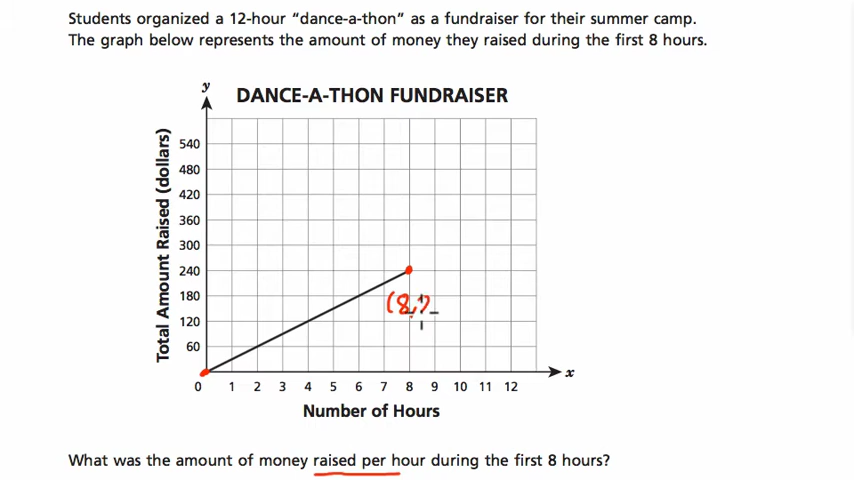 Students organized a 12-hour “dance-a-thon” as a fundraiser for their summer camp.
The graph below represents the amount of money they raised during the first 8 hours.
y
DANCE-A-THON FUNDRAISER
Total Amount Raised (dollars)
540
480
420
360
300
240
180
120
60
(8,
0 1 2 3 4 5 6 7 8 9 10 11 12
x
Number of Hours
What was the amount of money raised per hour during the first 8 hours?